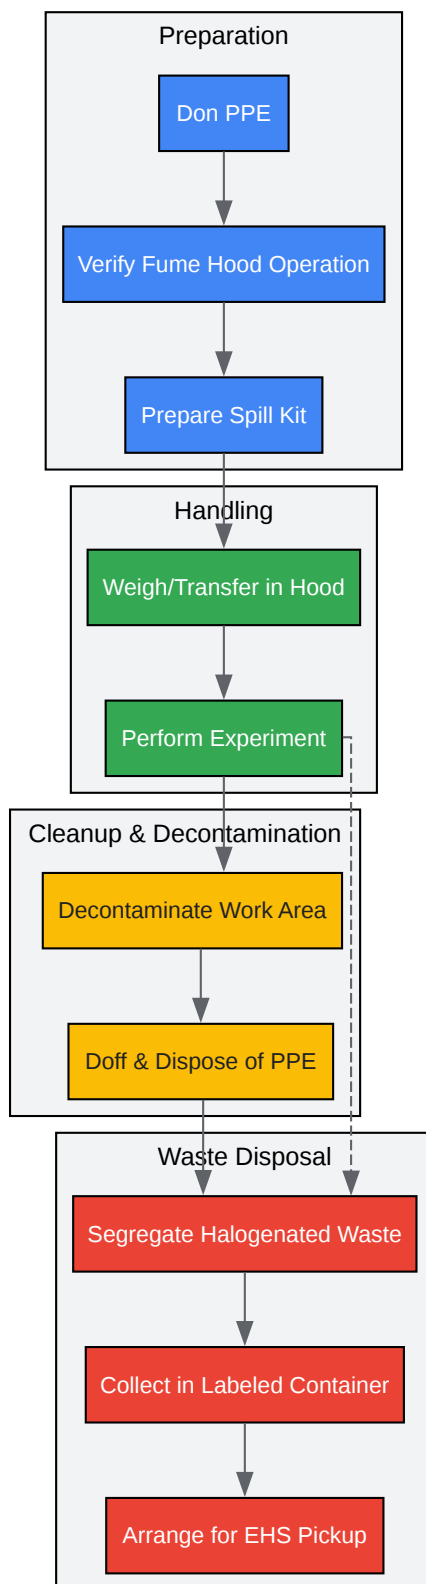 Preparation
Don PPE
Verify Fume Hood Operation
Prepare Spill Kit
Handling
Weigh/Transfer in Hood
Perform Experiment
Cleanup & Decontamination
Decontaminate Work Area
Doff & Dispose of PPE
Waste Disposal
Segregate Halogenated Waste
Collect in Labeled Container
Arrange for EHS Pickup